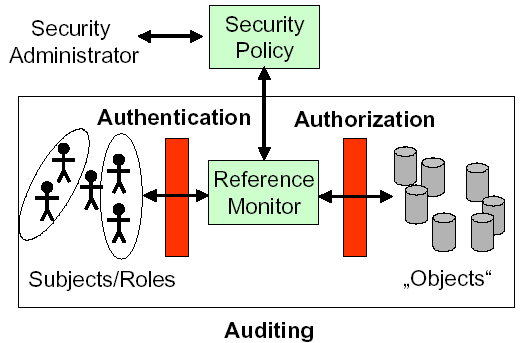 Security
Administrator
Security
Policy
Authentication
Authorization
Reference
Monitor
Subjects/Roles
„Objects“
Auditing